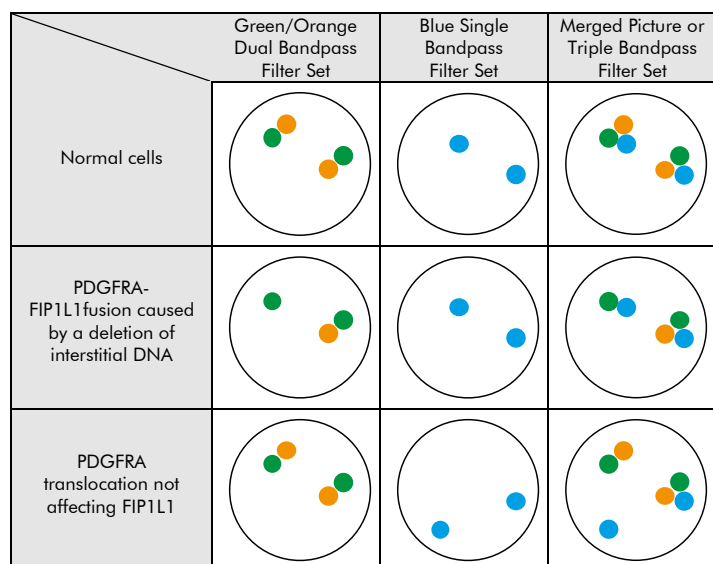 Green/Orange
Dual Bandpass
Filter Set
Blue Single
Bandpass
Filter Set
Merged Picture or
Triple Bandpass
Filter Set
Normal cells
PDGFRA-
FIP1L1fusion caused
by a deletion of
interstitial DNA
PDGFRA
translocation not
affecting FIP1L1